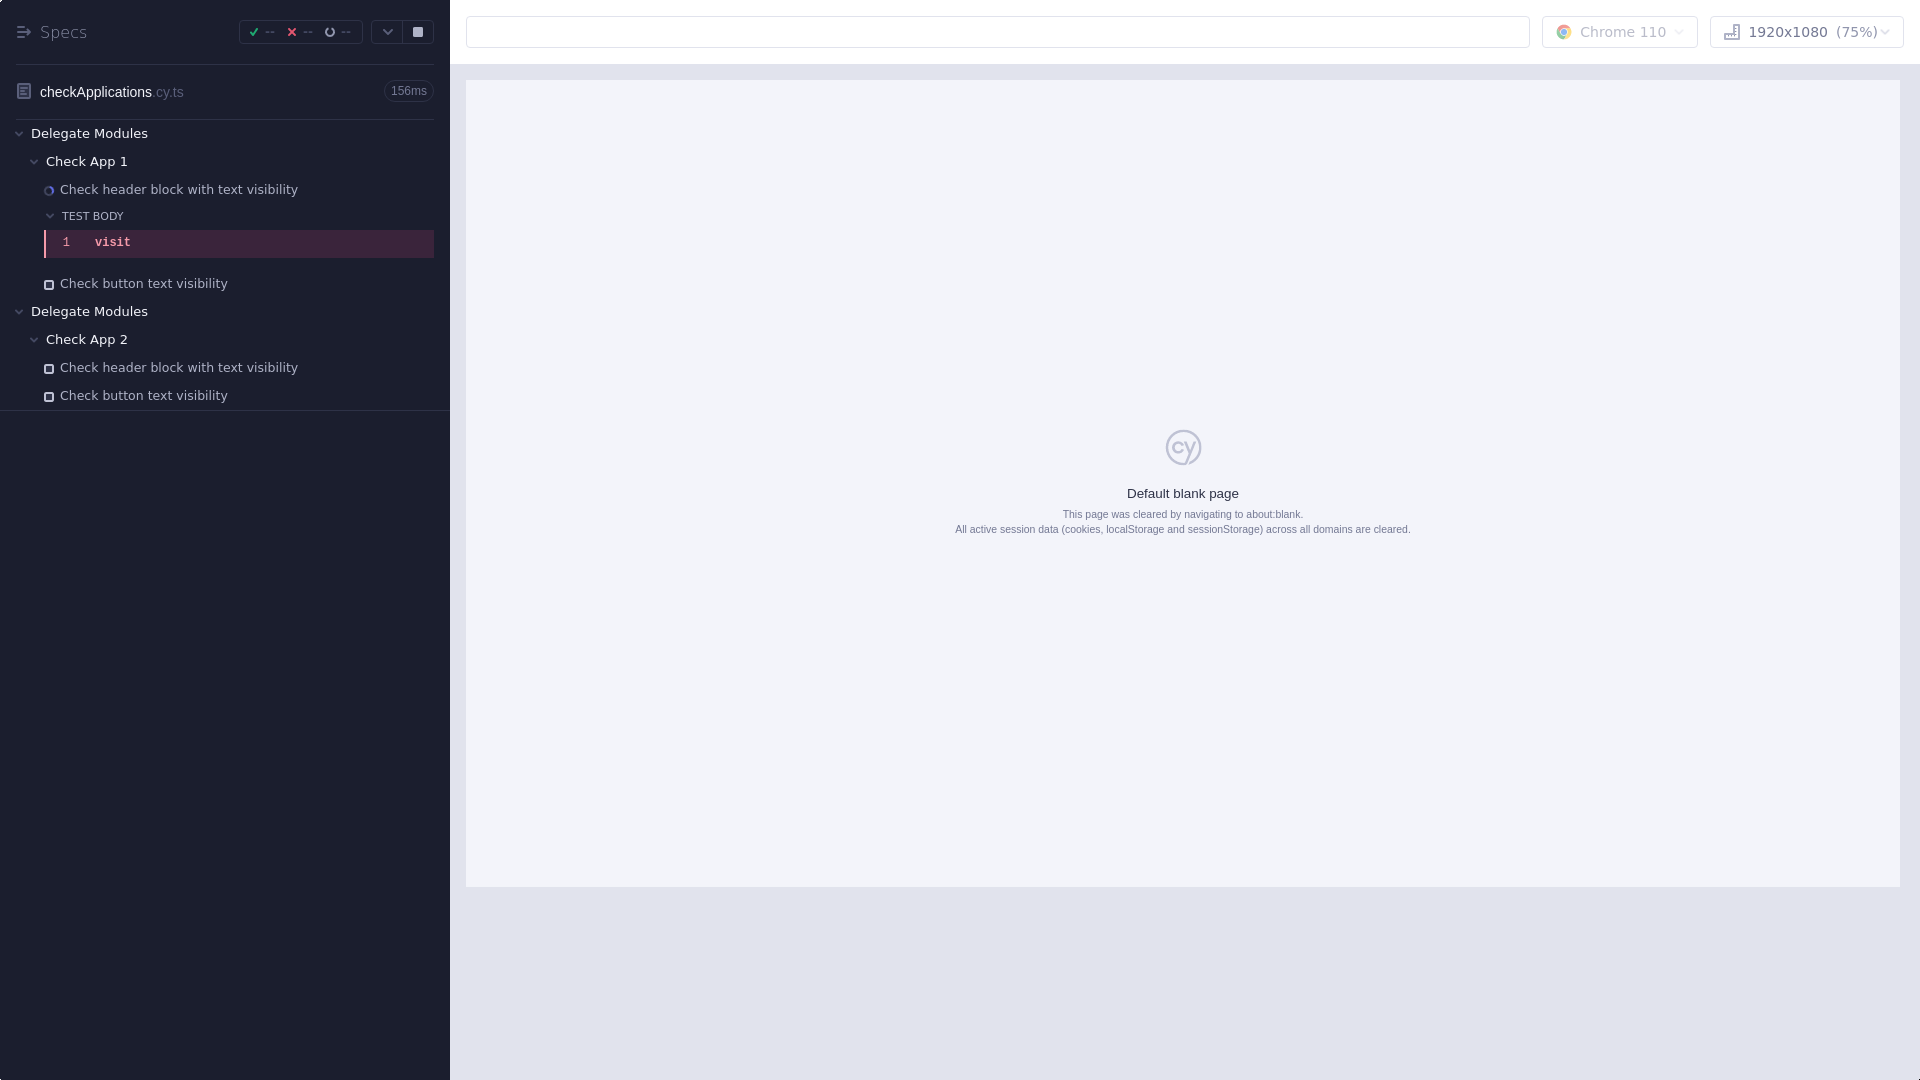 Specs
--
--
--
Chrome 110
1920x1080 (75%)
checkApplications.cy.ts
156ms
Delegate Modules
Check App 1
Check header block with text visibility
TEST BODY
1 visit
Check button text visibility
Delegate Modules
Check App 2
Check header block with text visibility
Check button text visibility
cy
Default blank page
This page was cleared by navigating to about:blank.
All active session data (cookies, localStorage and sessionStorage) across all domains are cleared.